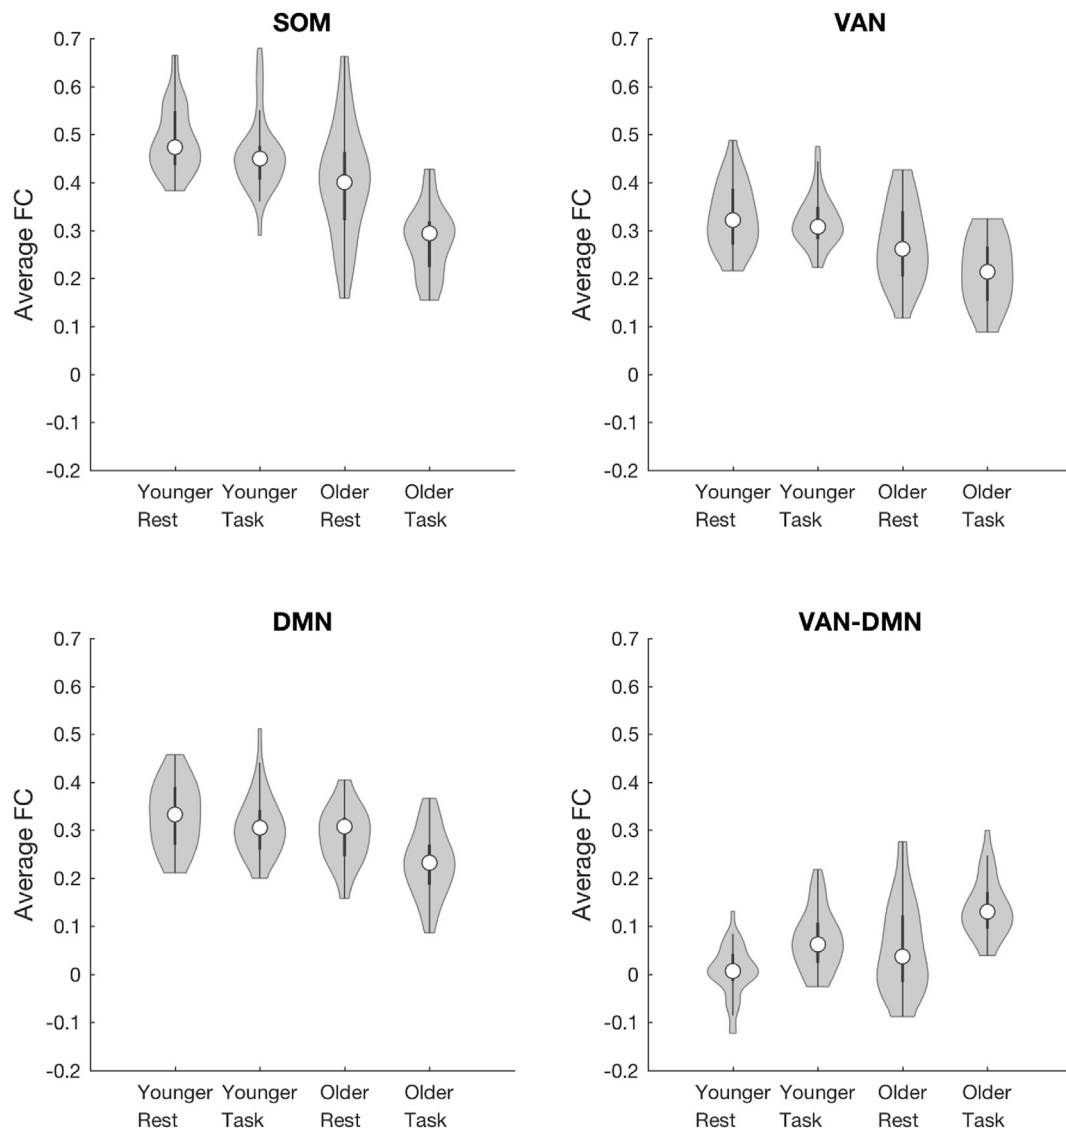 SOM
0.7
0.6
0.5
0.4
0.3
0.2
0.1
0
-0.1
-0.2
Average FC
Younger Rest
Younger Task
Older Rest
Older Task
VAN
0.7
0.6
0.5
0.4
0.3
0.2
0.1
0
-0.1
-0.2
Average FC
Younger Rest
Younger Task
Older Rest
Older Task
DMN
0.7
0.6
0.5
0.4
0.3
0.2
0.1
0
-0.1
-0.2
Average FC
Younger Rest
Younger Task
Older Rest
Older Task
VAN-DMN
0.7
0.6
0.5
0.4
0.3
0.2
0.1
0
-0.1
-0.2
Average FC
Younger Rest
Younger Task
Older Rest
Older Task